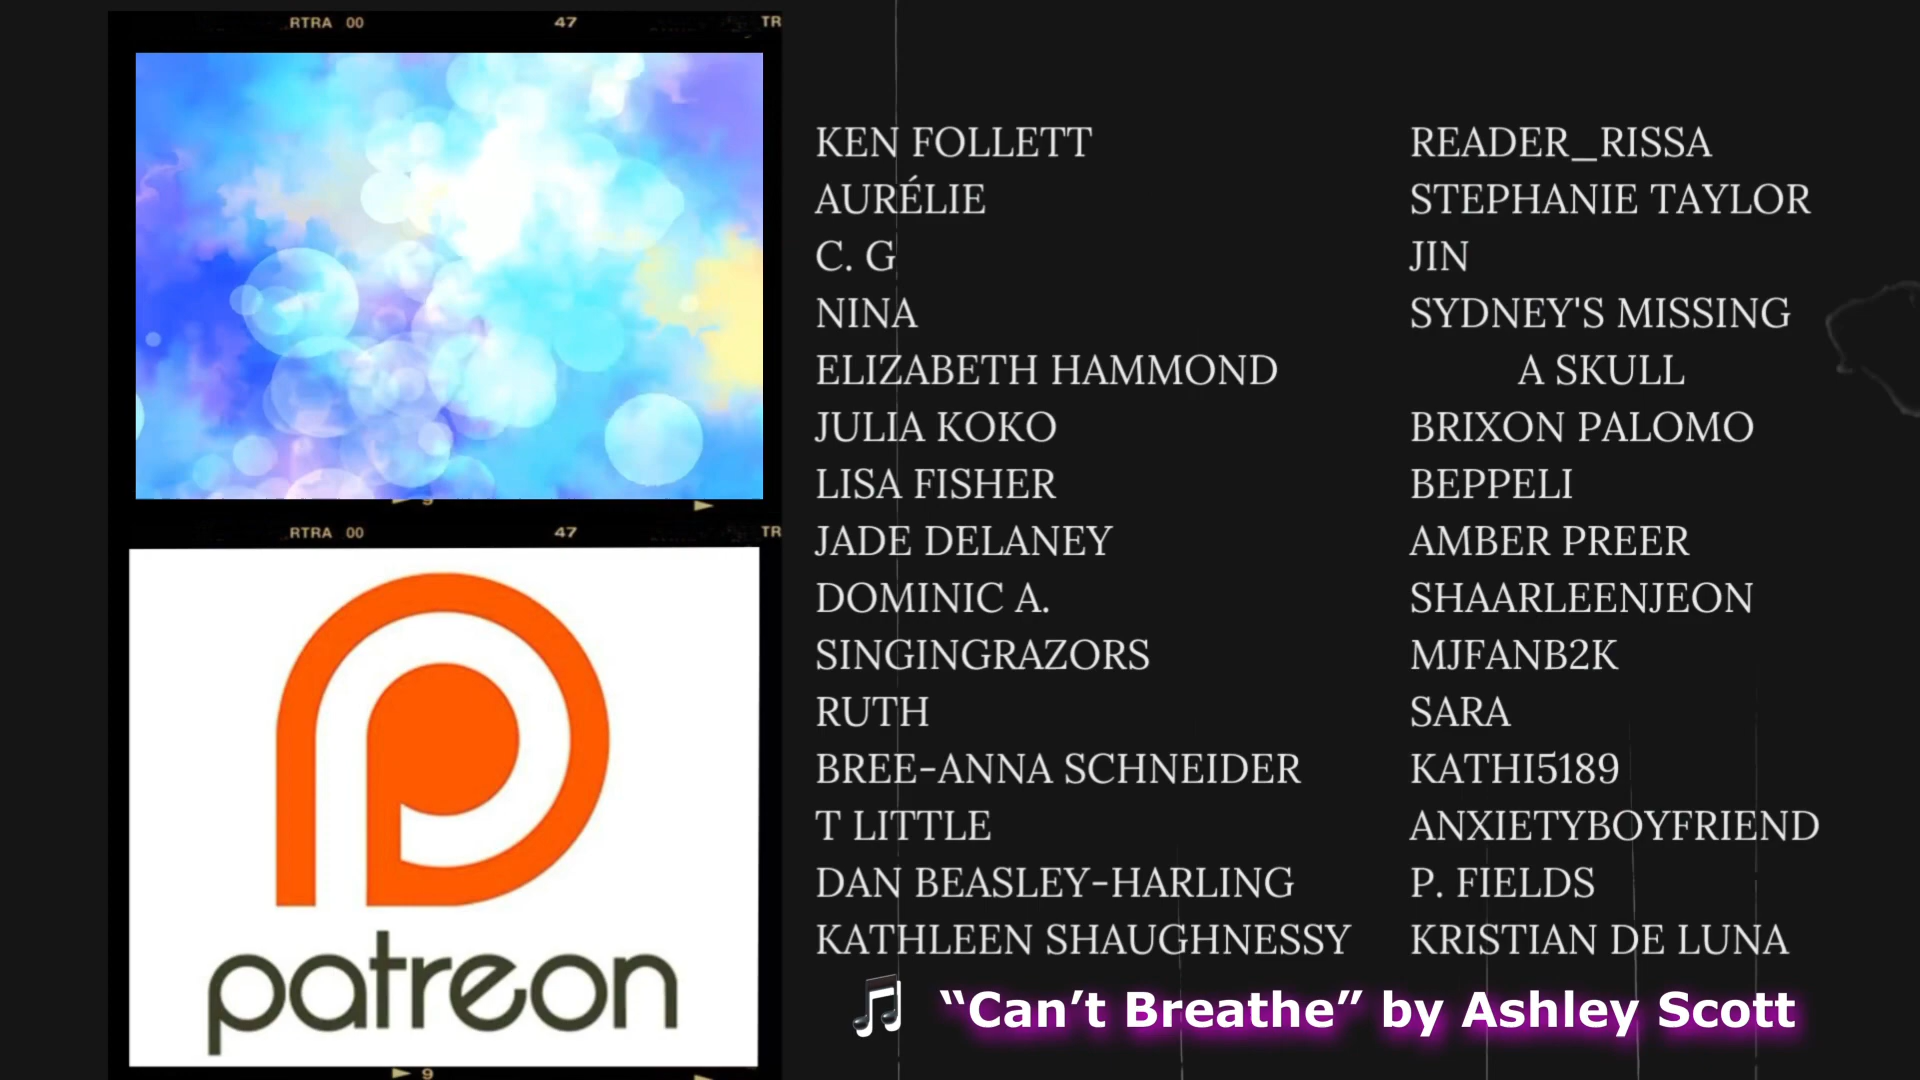 RTRA 00 47 TR
9
RTRA 00 47 TR
patreon
9
KEN FOLLETT
AURÉLIE
C. G
NINA
ELIZABETH HAMMOND
JULIA KOKO
LISA FISHER
JADE DELANEY
DOMINIC A.
SINGINGRAZORS
RUTH
BREE-ANNA SCHNEIDER
T LITTLE
DAN BEASLEY-HARLING
KATHLEEN SHAUGHNESSY
READER_RISSA
STEPHANIE TAYLOR
JIN
SYDNEY'S MISSING
A SKULL
BRIXON PALOMO
BEPPELI
AMBER PREER
SHAARLEENJEON
MJFANB2K
SARA
KATHI5189
ANXIETYBOYFRIEND
P. FIELDS
KRISTIAN DE LUNA
“Can’t Breathe” by Ashley Scott